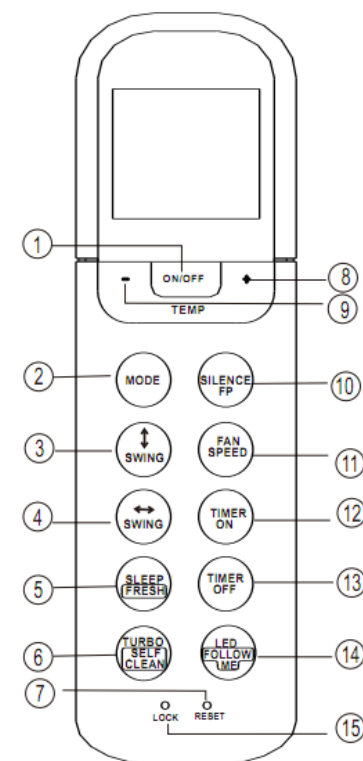 1
ON/OFF
-
+
8
TEMP
9
2
MODE
SILENCE
FP
10
3
↕
SWING
FAN
SPEED
11
4
↔
SWING
TIMER
ON
12
5
SLEEP
FRESH
TIMER
OFF
13
6
TURBO
SELF
CLEAN
LED
FOLLOW
ME
14
7
LOCK
RESET
15